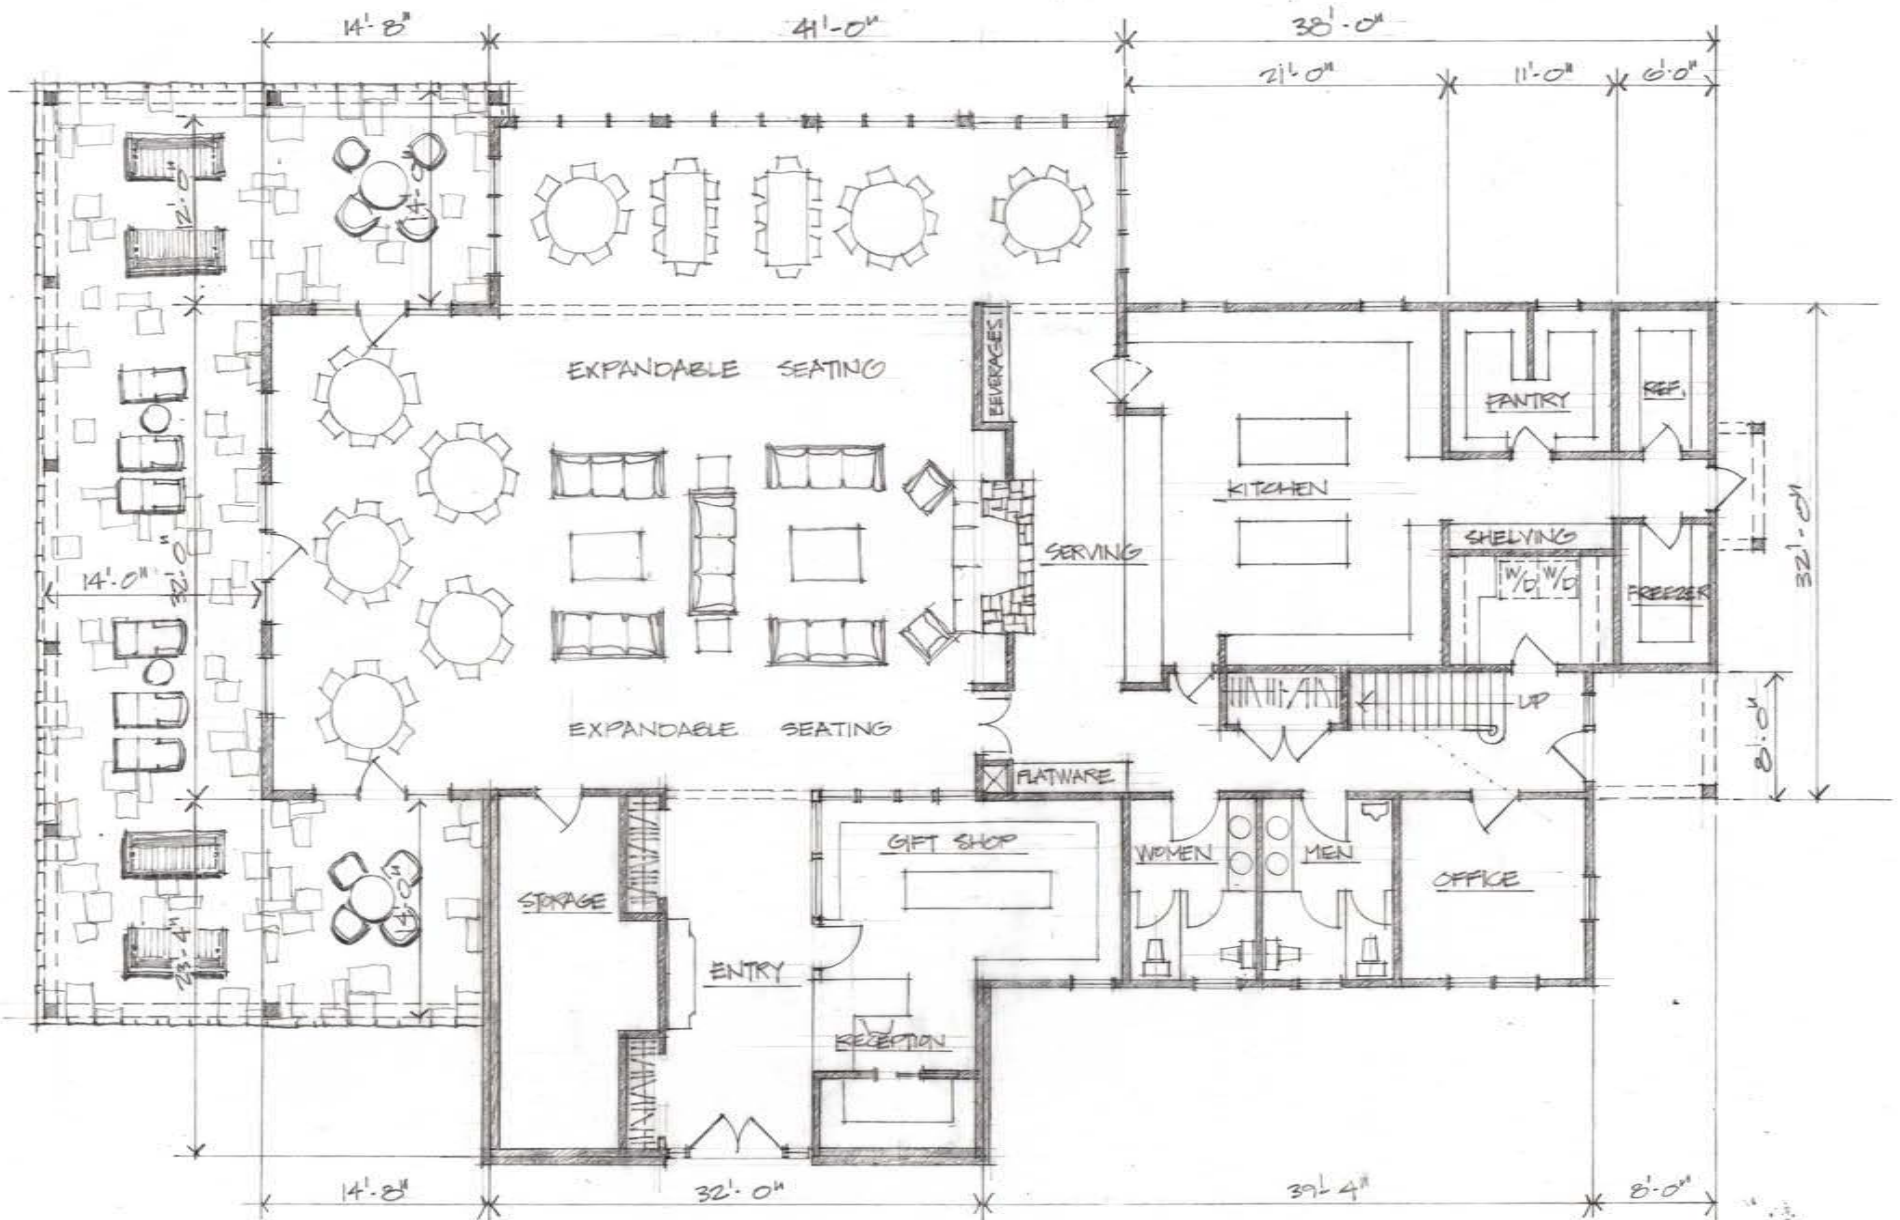 14'-8" 41'-0" 38'-0"
21'-0" 11'-0" 6'-0"
12'-0"
14'-0"
EXPANDABLE SEATING
BEVERAGES
PANTRY
REF.
KITCHEN
SHELVING
SERVING
W/D W/D
FREEZER
14'-0"
32'-0"
32'-0"
UP
EXPANDABLE SEATING
8'-0"
FLATWARE
GIFT SHOP
WOMEN
MEN
OFFICE
STORAGE
14'-0"
23'-4"
ENTRY
RECEPTION
14'-8" 32'-0" 39'-4" 8'-0"